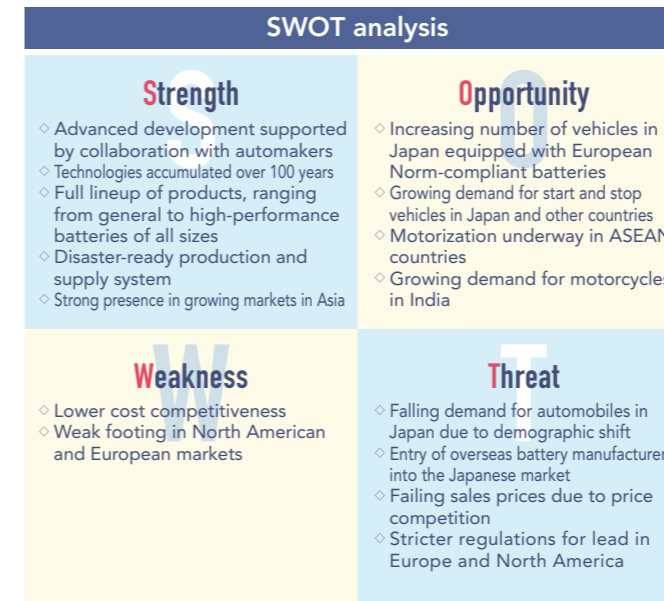 SWOT analysis
Strength
◇ Advanced development supported
by collaboration with automakers
◇ Technologies accumulated over 100 years
◇ Full lineup of products, ranging
from general to high-performance
batteries of all sizes
◇ Disaster-ready production and
supply system
◇ Strong presence in growing markets in Asia
Opportunity
◇ Increasing number of vehicles in
Japan equipped with European
Norm-compliant batteries
◇ Growing demand for start and stop
vehicles in Japan and other countries
◇ Motorization underway in ASEAN
countries
◇ Growing demand for motorcycles
in India
Weakness
◇ Lower cost competitiveness
◇ Weak footing in North American
and European markets
Threat
◇ Falling demand for automobiles in
Japan due to demographic shift
◇ Entry of overseas battery manufacturer
into the Japanese market
◇ Failing sales prices due to price
competition
◇ Stricter regulations for lead in
Europe and North America